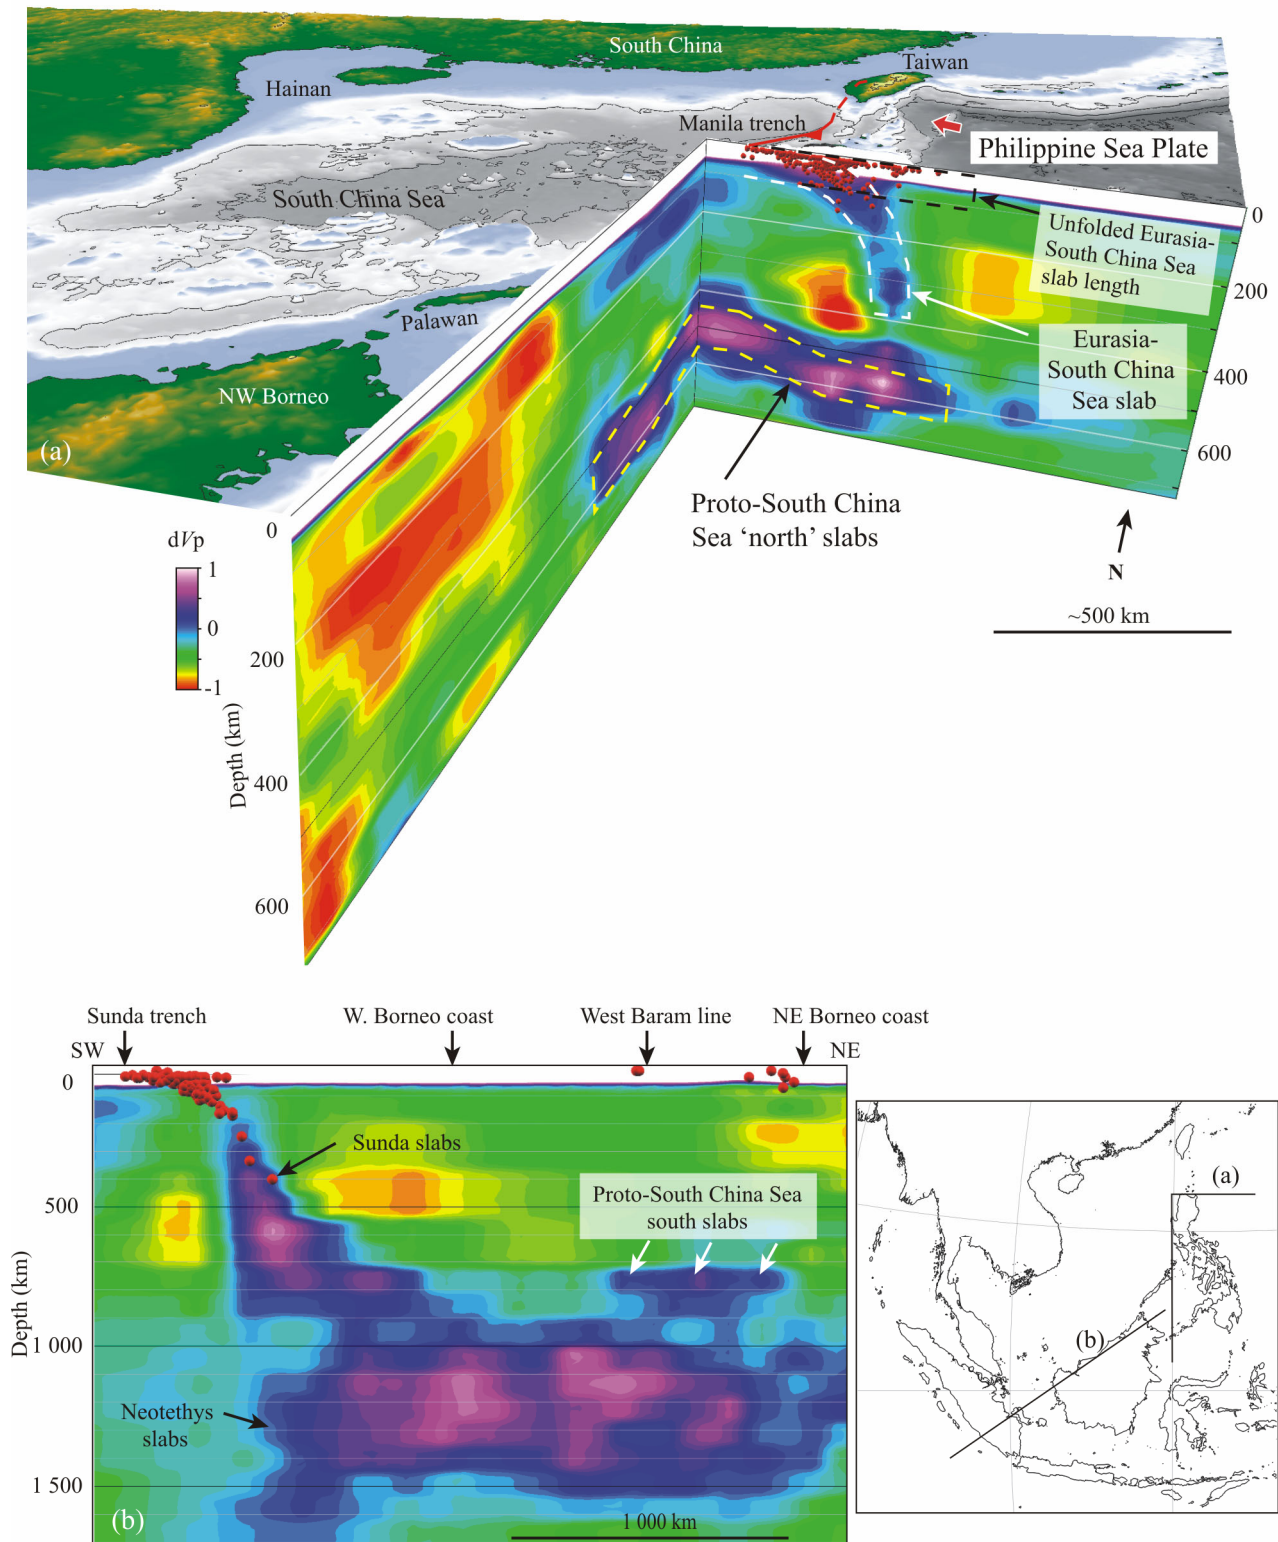 South China
Taiwan
Hainan
Manila trench
Philippine Sea Plate
South China Sea
0
Unfolded Eurasia-
South China Sea
slab length
200
Palawan
Eurasia-
South China
Sea slab
400
NW Borneo
(a)
600
Proto-South China
Sea ‘north’ slabs
0
dVp
1
0
-1
N
~500 km
200
Depth (km)
400
600
Sunda trench
W. Borneo coast
West Baram line
NE Borneo coast
SW
NE
0
Sunda slabs
Proto-South China Sea
south slabs
500
Depth (km)
1 000
Neotethys
slabs
1 500
(b)
1 000 km
(a)
(b)